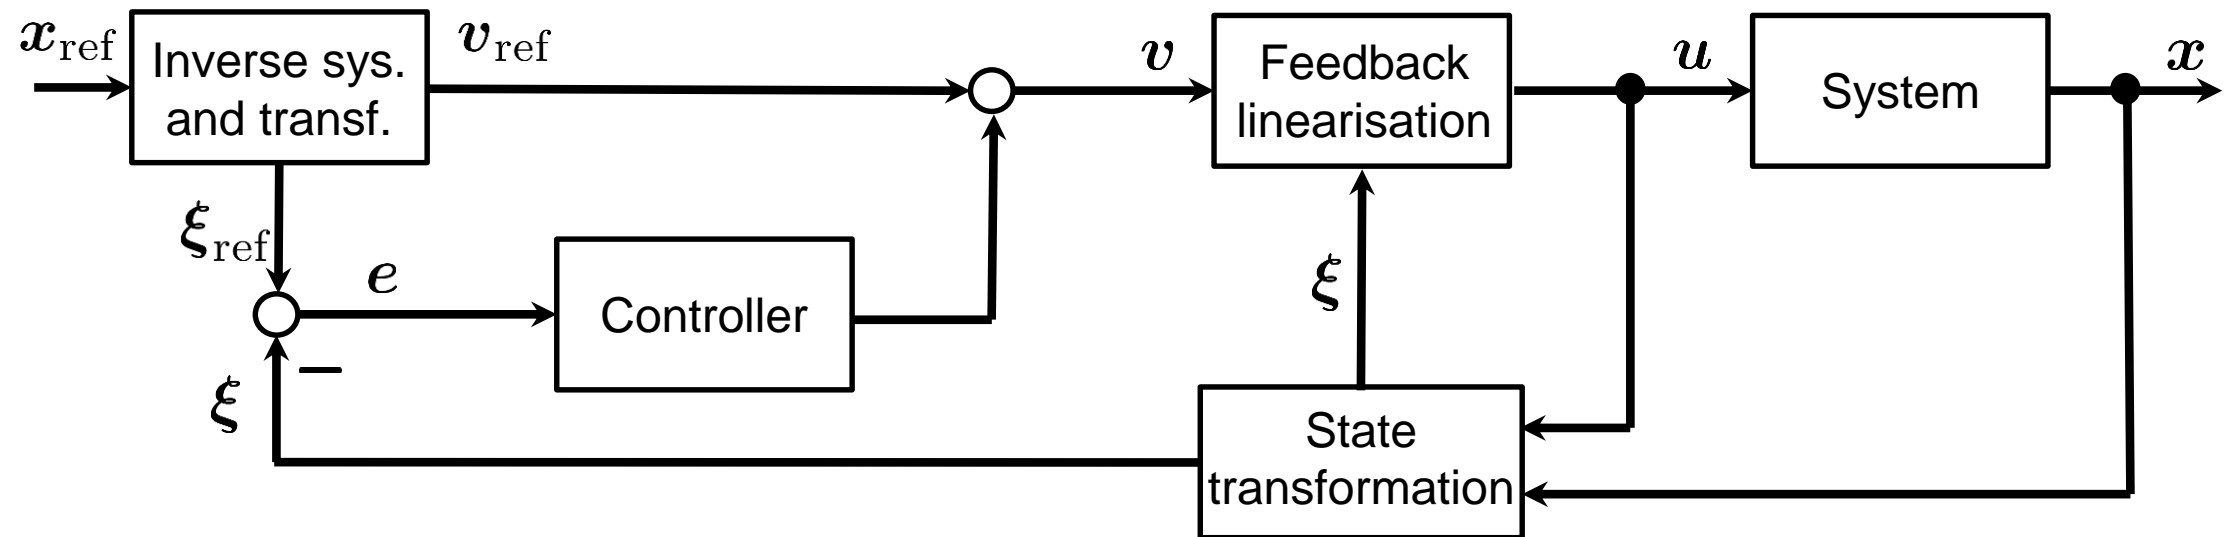 x_ref
Inverse sys.
and transf.
v_ref
v
Feedback
linearisation
u
System
x
ξ_ref
e
Controller
ξ
−
ξ
State
transformation